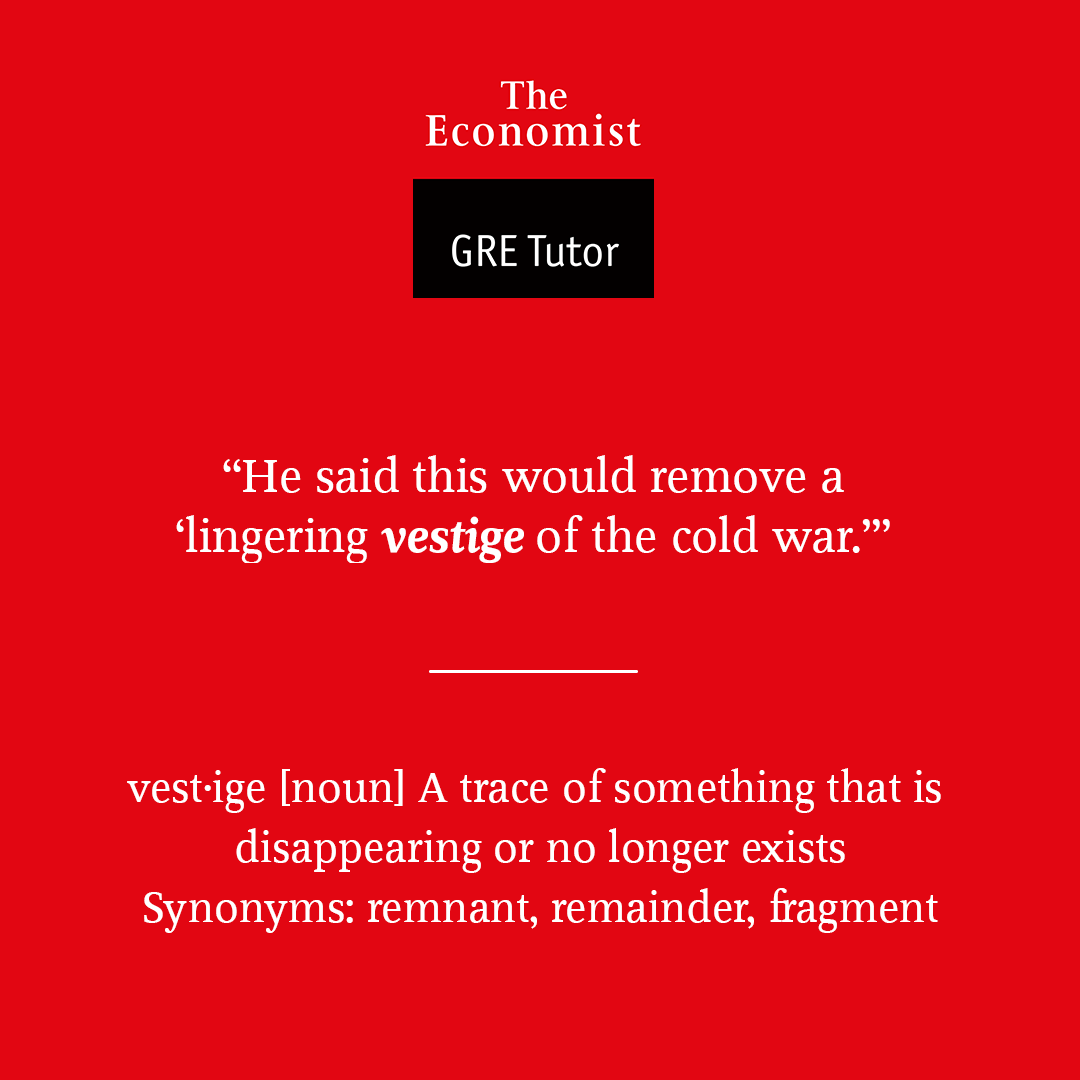 The
Economist
GRE Tutor
“He said this would remove a
‘lingering vestige of the cold war.’”
vest·ige [noun] A trace of something that is
disappearing or no longer exists
Synonyms: remnant, remainder, fragment